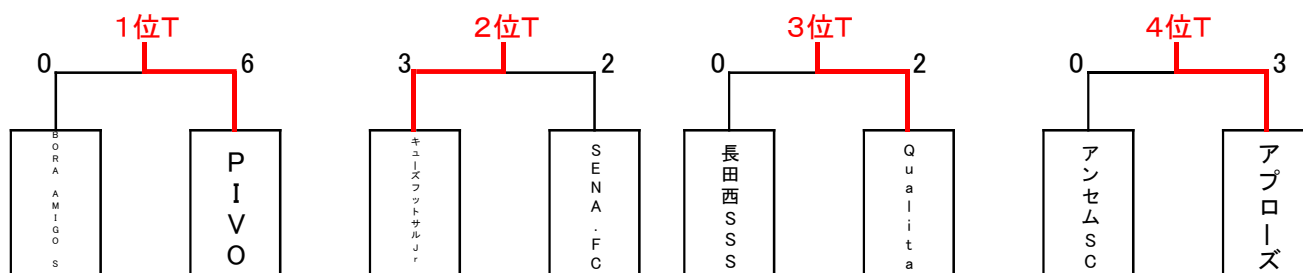 1位T
2位T
3位T
4位T
0
6
3
2
0
2
0
3
BORA AMIGO S
PIVO
キューズフットサルJr
SENA.FC
長田西SSS
Qualita
アンセムSC
アプローズ